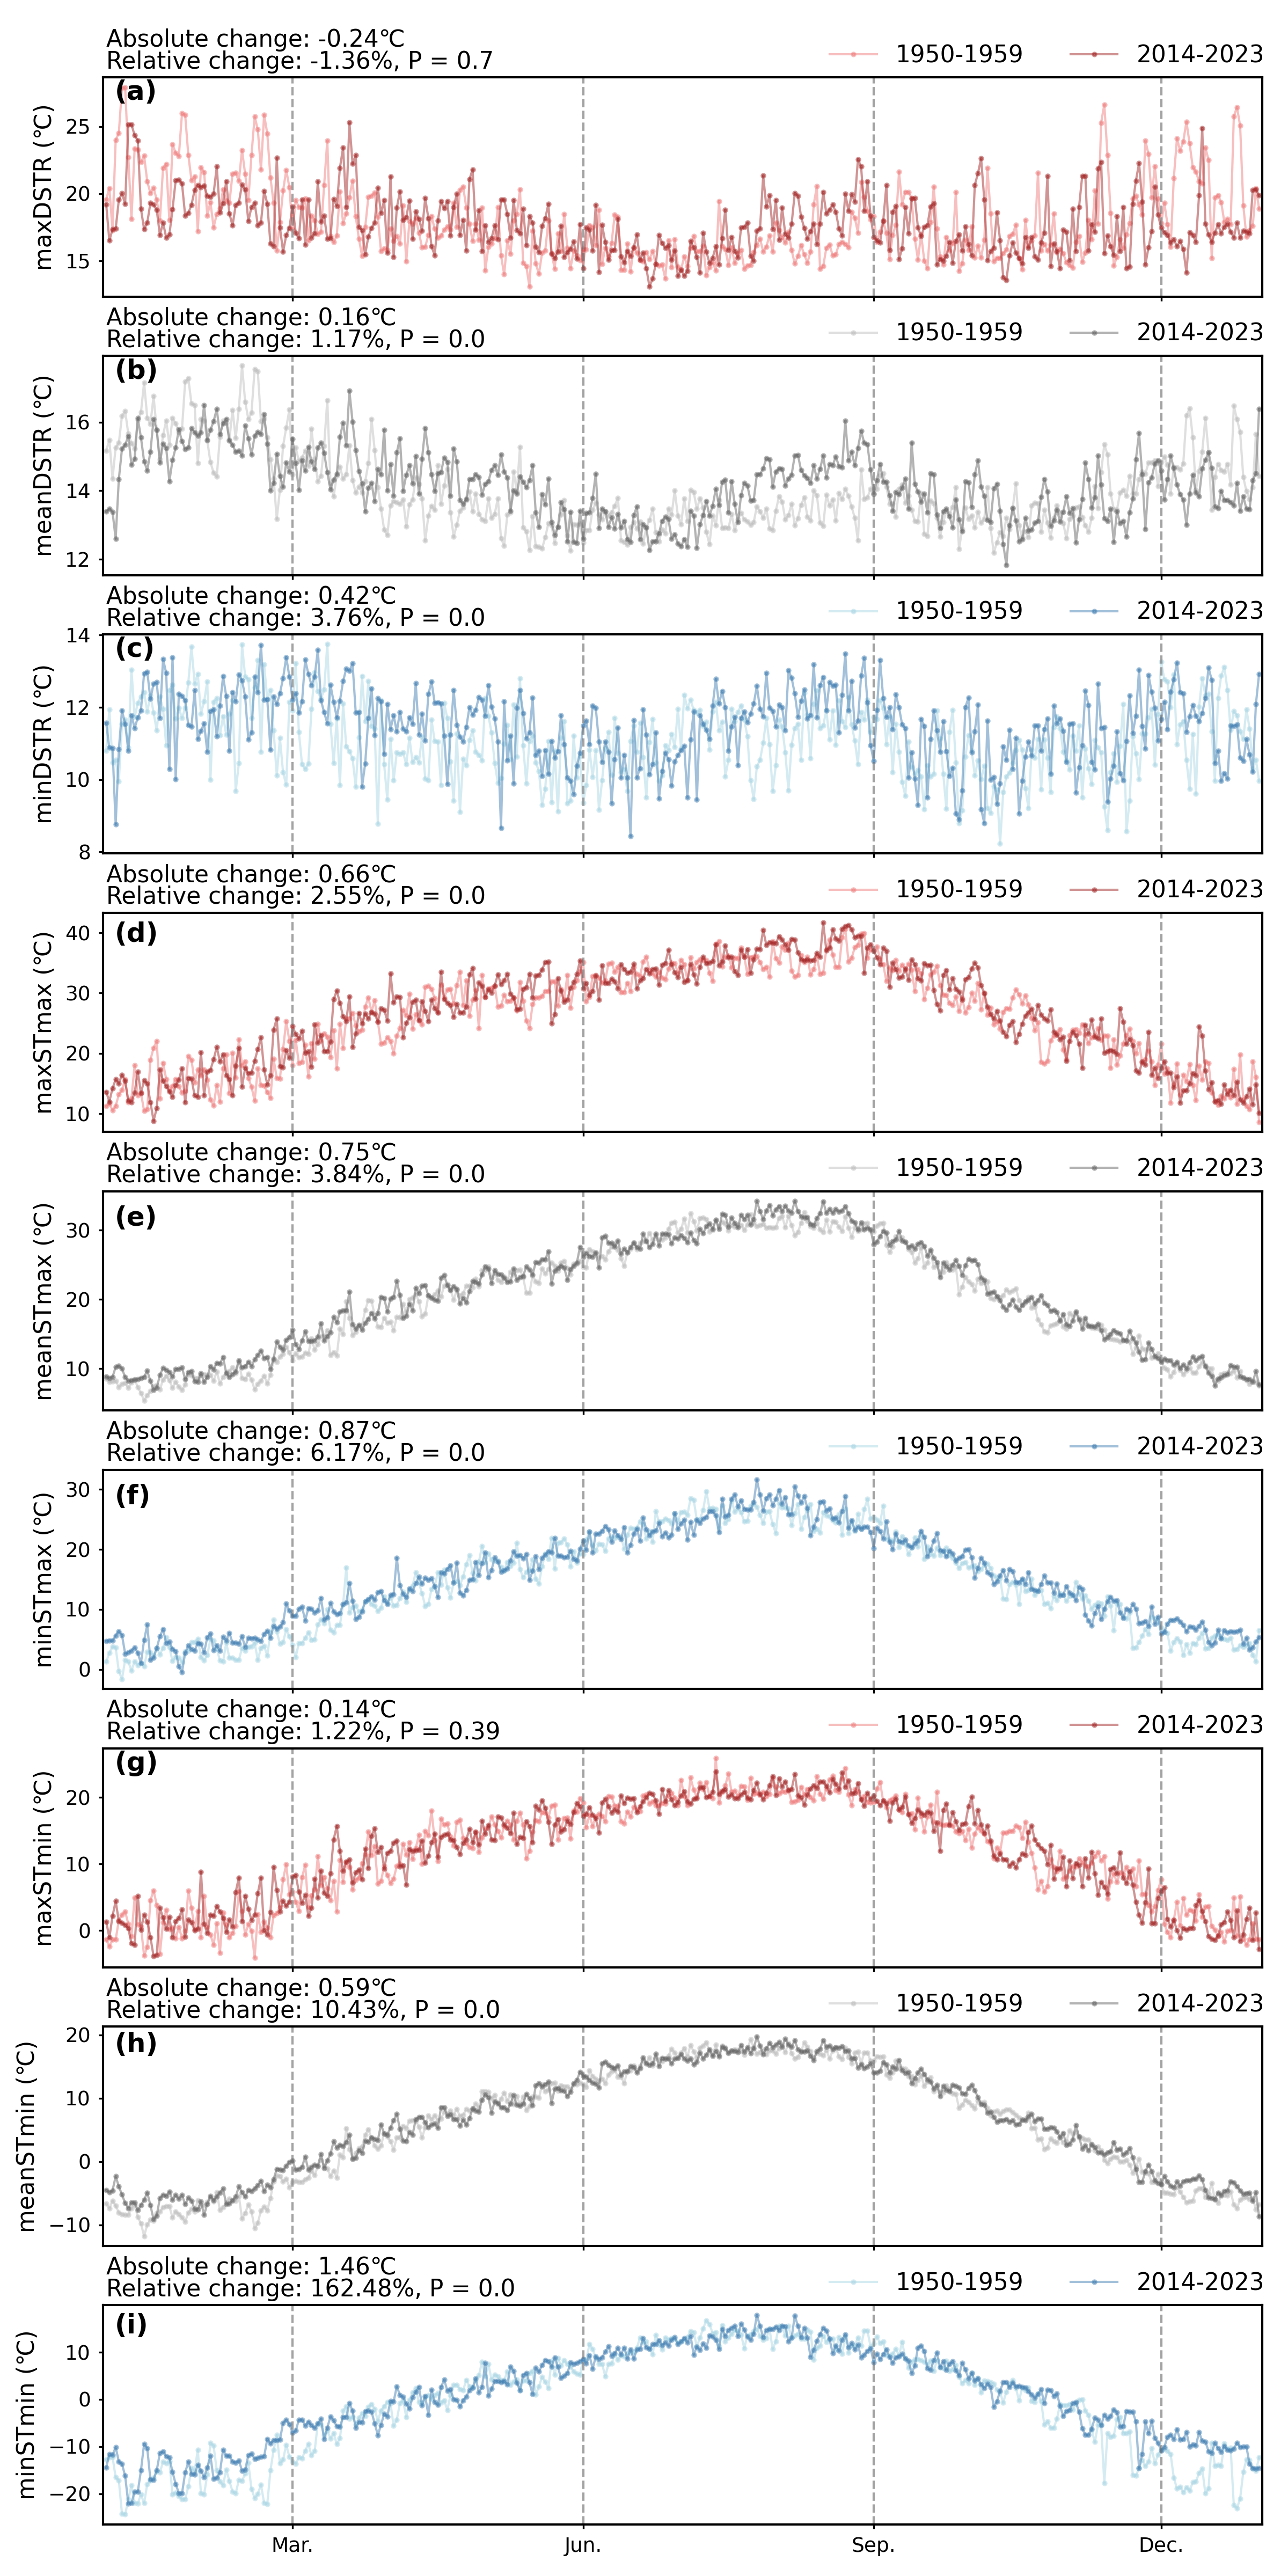 Absolute change: -0.24℃
Relative change: -1.36%, P = 0.7
1950-1959 2014-2023
(a)
maxDSTR (℃)
25
20
15
Absolute change: 0.16℃
Relative change: 1.17%, P = 0.0
1950-1959 2014-2023
(b)
meanDSTR (℃)
16
14
12
Absolute change: 0.42℃
Relative change: 3.76%, P = 0.0
1950-1959 2014-2023
(c)
minDSTR (℃)
14
12
10
8
Absolute change: 0.66℃
Relative change: 2.55%, P = 0.0
1950-1959 2014-2023
(d)
maxSTmax (℃)
40
30
20
10
Absolute change: 0.75℃
Relative change: 3.84%, P = 0.0
1950-1959 2014-2023
(e)
meanSTmax (℃)
30
20
10
Absolute change: 0.87℃
Relative change: 6.17%, P = 0.0
1950-1959 2014-2023
(f)
minSTmax (℃)
30
20
10
0
Absolute change: 0.14℃
Relative change: 1.22%, P = 0.39
1950-1959 2014-2023
(g)
maxSTmin (℃)
20
10
0
Absolute change: 0.59℃
Relative change: 10.43%, P = 0.0
1950-1959 2014-2023
(h)
meanSTmin (℃)
20
10
0
−10
Absolute change: 1.46℃
Relative change: 162.48%, P = 0.0
1950-1959 2014-2023
(i)
minSTmin (℃)
10
0
−10
−20
Mar. Jun. Sep. Dec.